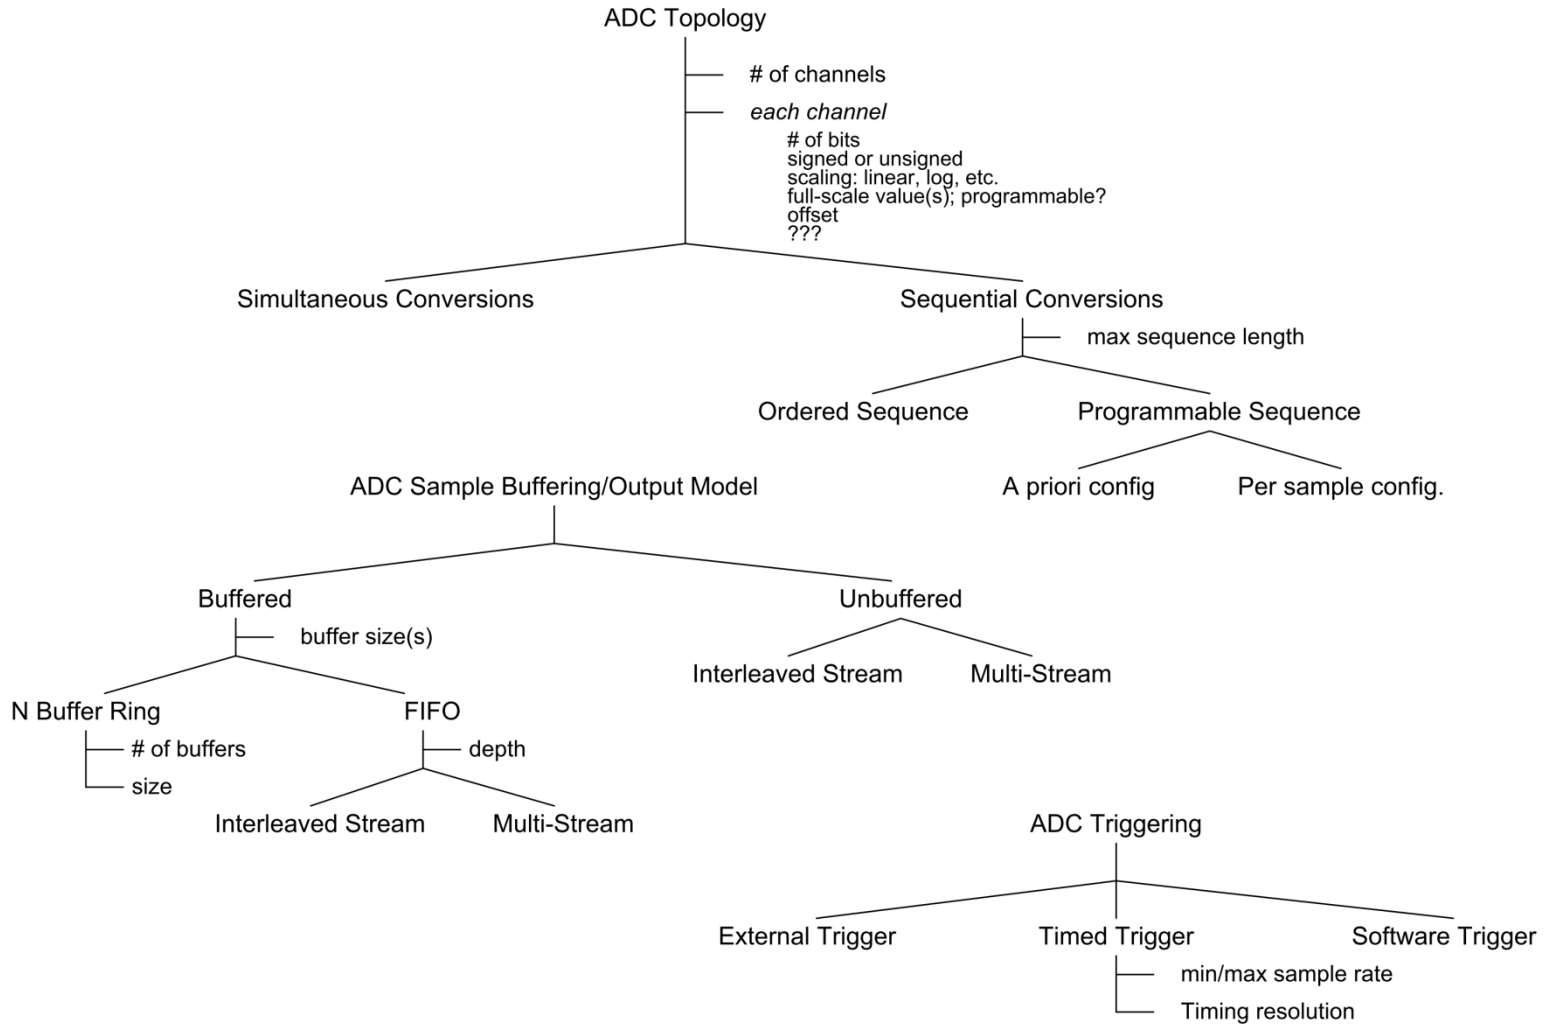 ADC Topology
# of channels
each channel
# of bits
signed or unsigned
scaling: linear, log, etc.
full-scale value(s); programmable?
offset
???
Simultaneous Conversions
Sequential Conversions
max sequence length
Ordered Sequence
Programmable Sequence
A priori config
Per sample config.
ADC Sample Buffering/Output Model
Buffered
Unbuffered
buffer size(s)
Interleaved Stream
Multi-Stream
N Buffer Ring
FIFO
# of buffers
depth
size
Interleaved Stream
Multi-Stream
ADC Triggering
External Trigger
Timed Trigger
Software Trigger
min/max sample rate
Timing resolution